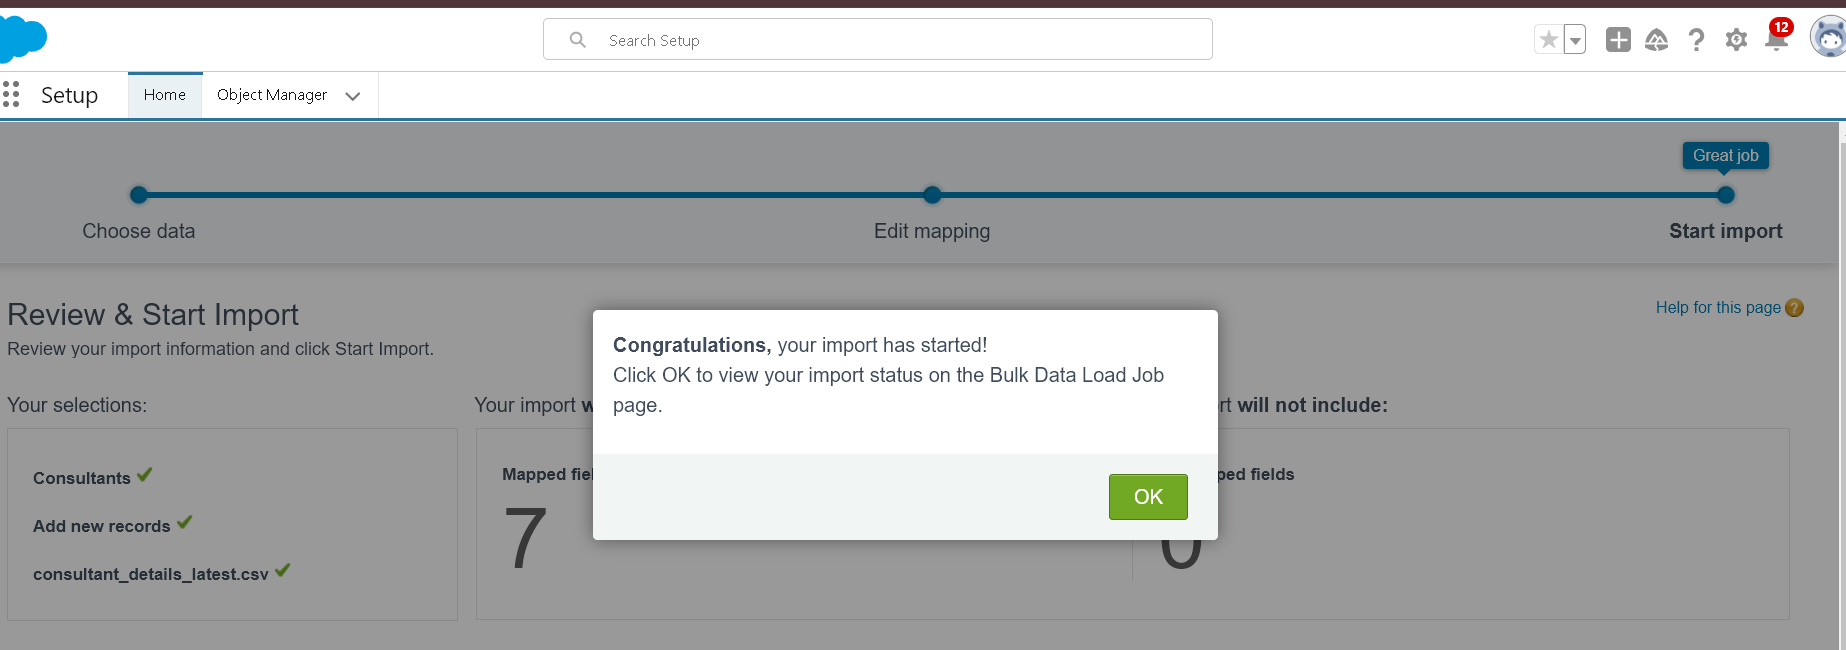 Search Setup
12
Setup
Home
Object Manager
Great job
Choose data
Edit mapping
Start import
Review & Start Import
Help for this page ?
Review your import information and click Start Import.
Congratulations, your import has started!
Click OK to view your import status on the Bulk Data Load Job
page.
OK
Your selections:
Your import
will not include:
Consultants
Add new records
consultant_details_latest.csv
Mapped
fields
7
0